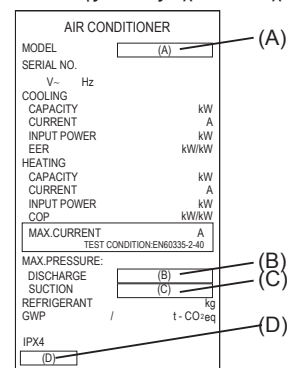 AIR CONDITIONER
MODEL (A) (A)
SERIAL NO.
V~ Hz
COOLING
CAPACITY kW
CURRENT A
INPUT POWER kW
EER kW/kW
HEATING
CAPACITY kW
CURRENT A
INPUT POWER kW
COP kW/kW
MAX.CURRENT A
TEST CONDITION:EN60335-2-40
MAX.PRESSURE:
DISCHARGE (B) (B)
SUCTION (C) (C)
REFRIGERANT kg
GWP / t - CO2eq
IPX4
(D) (D)